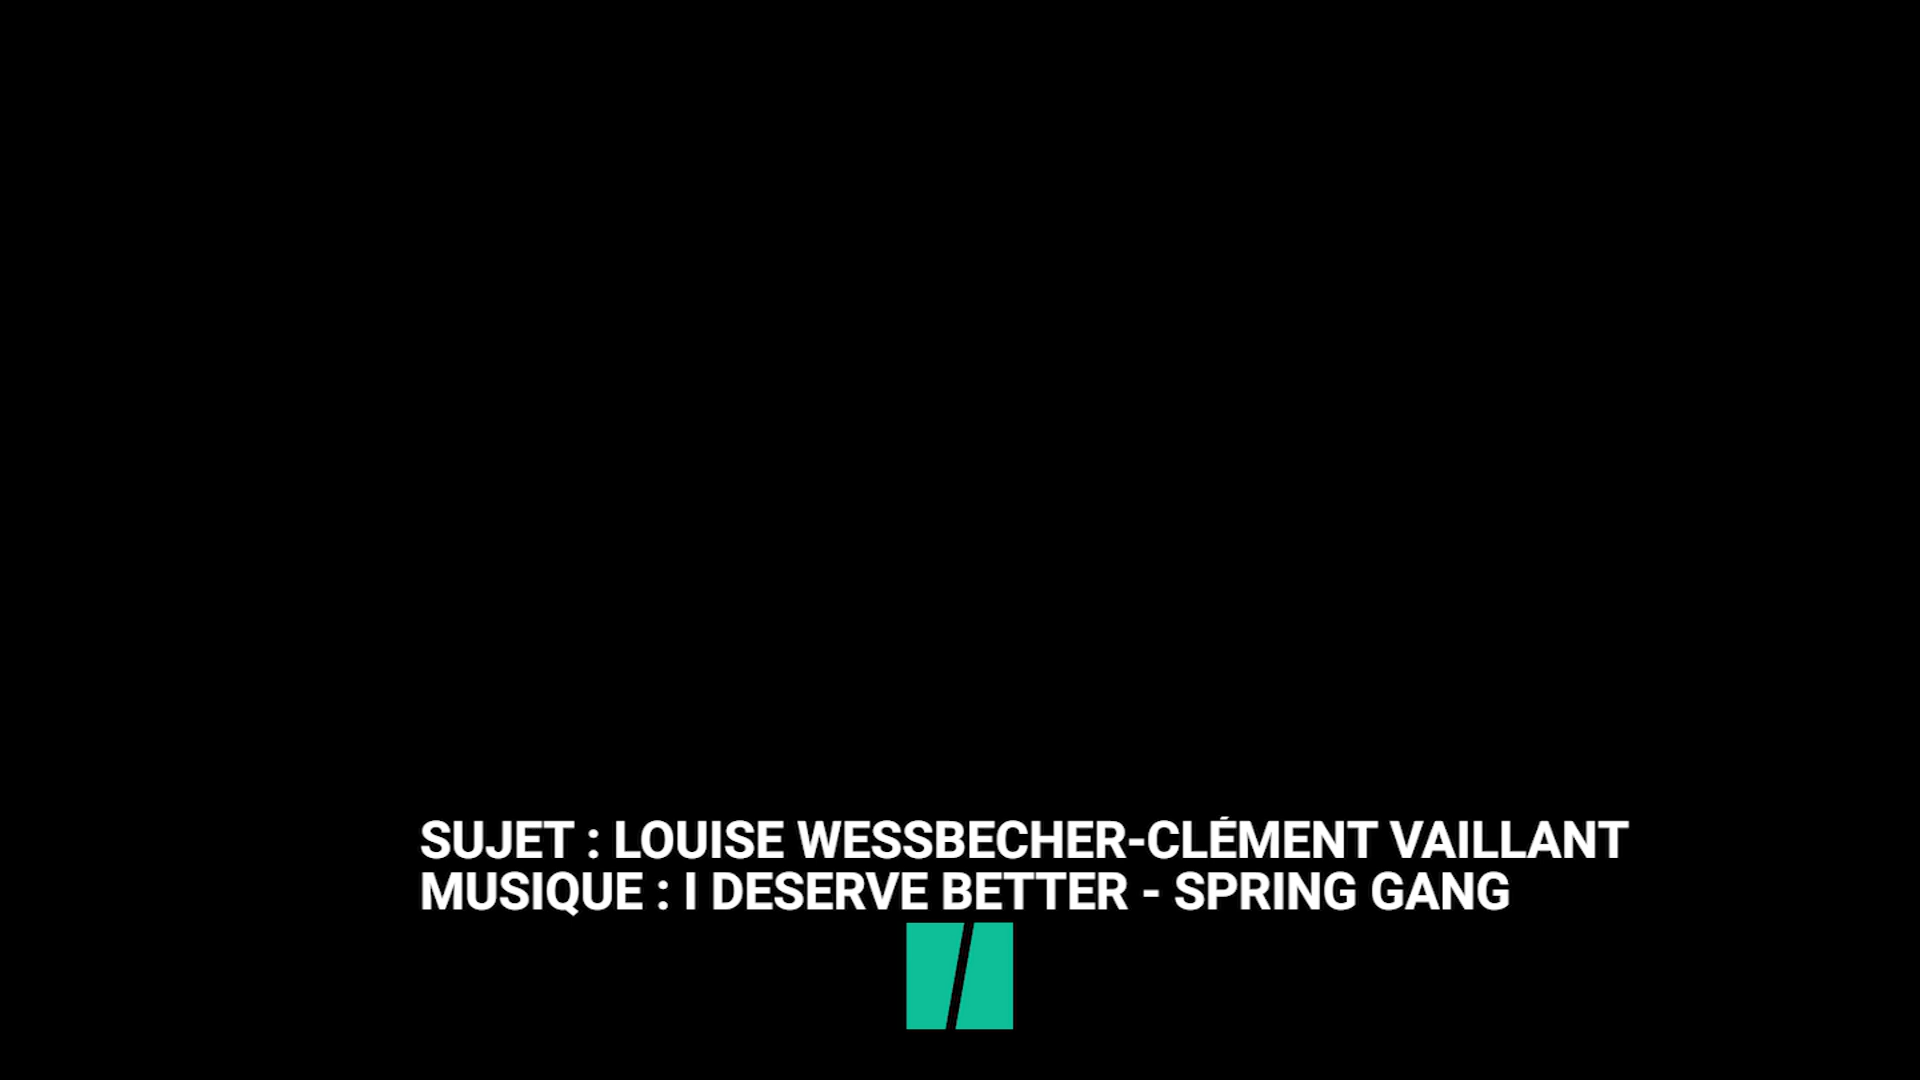 SUJET : LOUISE WESSBECHER-CLÉMENT VAILLANT
MUSIQUE : I DESERVE BETTER - SPRING GANG